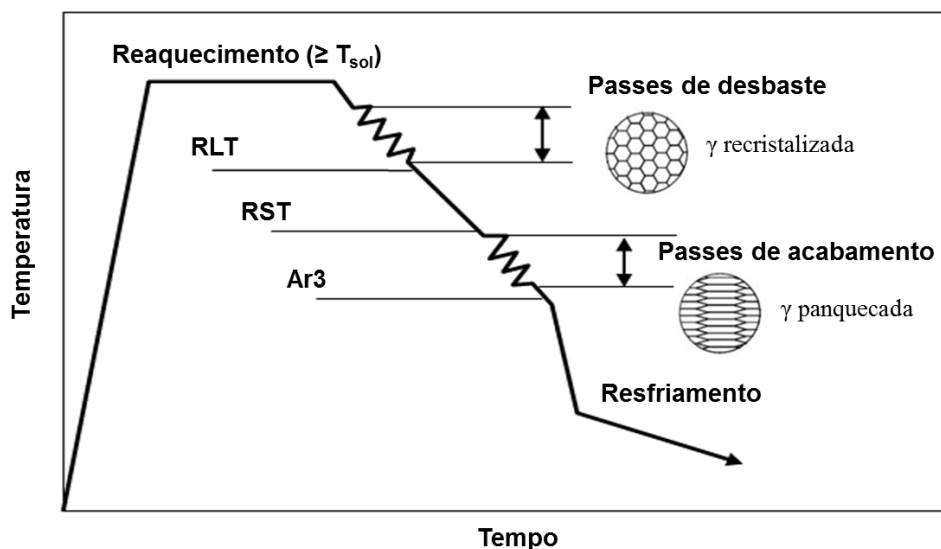 Reaquecimento (≥ Tsol)
Passes de desbaste
γ recristalizada
RLT
RST
Passes de acabamento
Ar3
γ panquecada
Resfriamento
Temperatura
Tempo